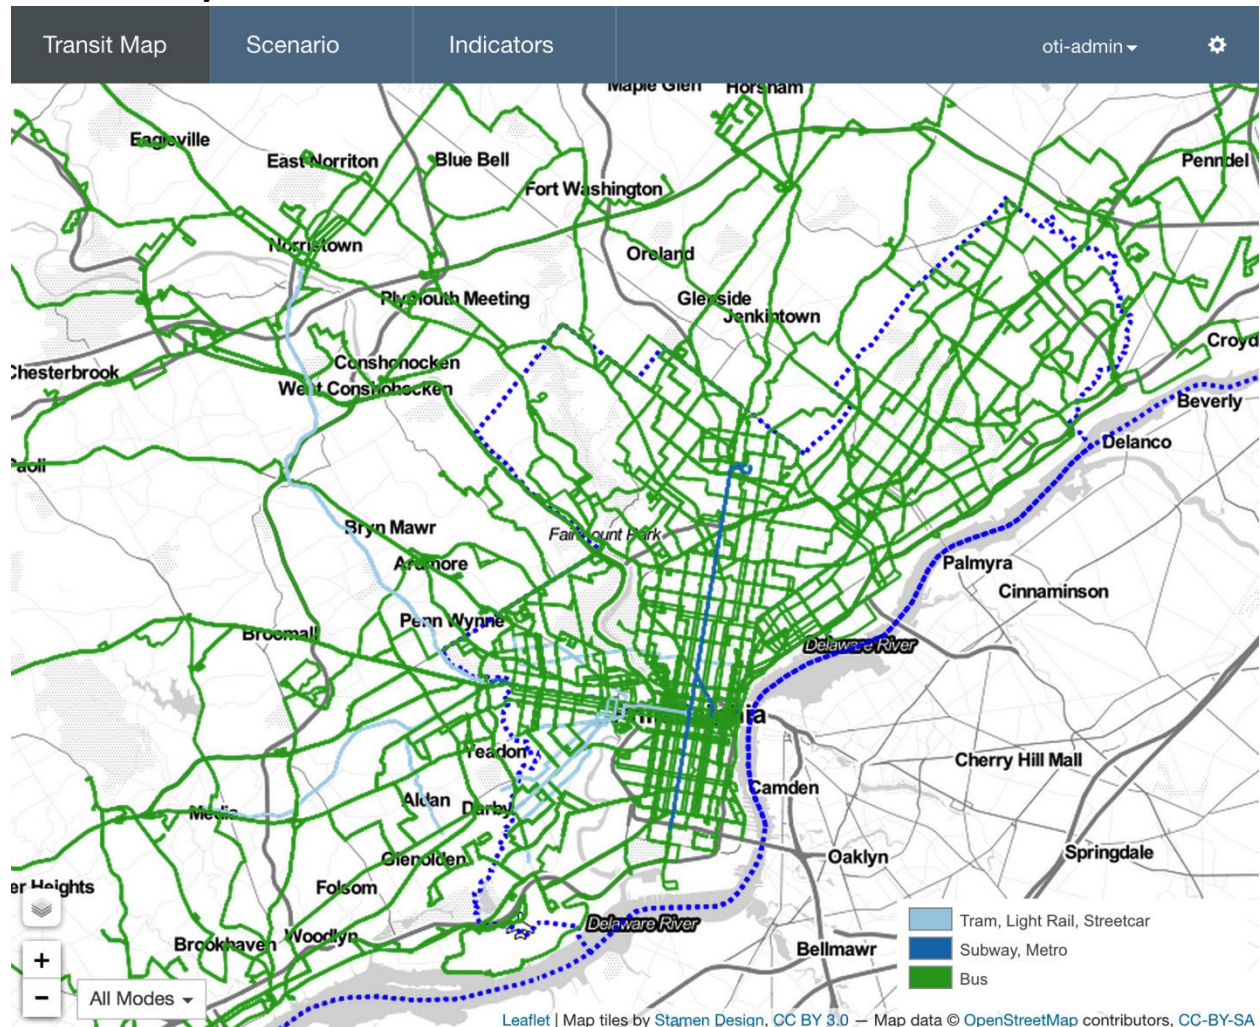 Transit Map
Scenario
Indicators
oti-admin
Maple Glen
Horsham
Eagleville
East Norriton
Blue Bell
Penndel
Fort Washington
Norristown
Oreland
Plymouth Meeting
Glenside
Jenkintown
Conshohocken
Croyd
Chesterbrook
West Conshohocken
Beverly
Delanco
Paoli
Bryn Mawr
Fairmount Park
Ardmore
Palmyra
Cinnaminson
Penn Wynne
Broomall
Delaware River
Yeadon
Cherry Hill Mall
Camden
Media
Aldan
Darby
Glenolden
Oaklyn
Springdale
er Heights
Folsom
Delaware River
Brookhaven
Woodlyn
Bellmawr
Tram, Light Rail, Streetcar
Subway, Metro
Bus
+
−
All Modes
Leaflet | Map tiles by Stamen Design, CC BY 3.0 — Map data © OpenStreetMap contributors, CC-BY-SA